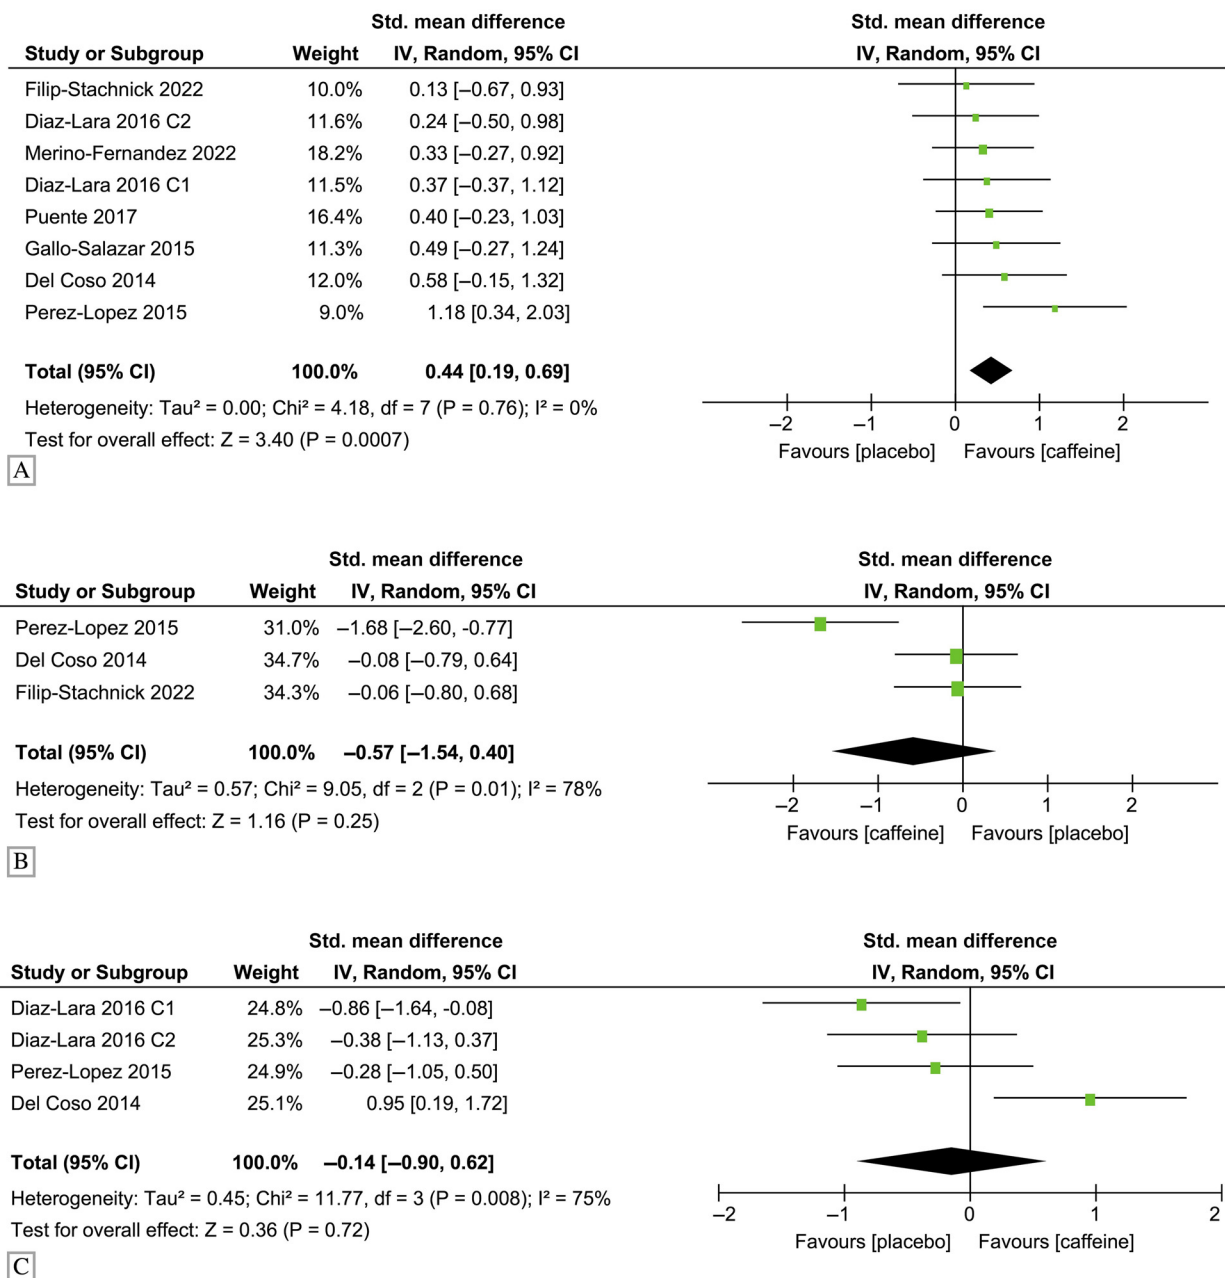 Std. mean difference Std. mean difference
Study or Subgroup Weight IV, Random, 95% CI IV, Random, 95% CI
Filip-Stachnick 2022 10.0% 0.13 [–0.67, 0.93]
Diaz-Lara 2016 C2 11.6% 0.24 [–0.50, 0.98]
Merino-Fernandez 2022 18.2% 0.33 [–0.27, 0.92]
Diaz-Lara 2016 C1 11.5% 0.37 [–0.37, 1.12]
Puente 2017 16.4% 0.40 [–0.23, 1.03]
Gallo-Salazar 2015 11.3% 0.49 [–0.27, 1.24]
Del Coso 2014 12.0% 0.58 [–0.15, 1.32]
Perez-Lopez 2015 9.0% 1.18 [0.34, 2.03]
Total (95% CI) 100.0% 0.44 [0.19, 0.69]
Heterogeneity: Tau² = 0.00; Chi² = 4.18, df = 7 (P = 0.76); I² = 0%
Test for overall effect: Z = 3.40 (P = 0.0007)
–2 –1 0 1 2
Favours [placebo] Favours [caffeine]
A
Std. mean difference Std. mean difference
Study or Subgroup Weight IV, Random, 95% CI IV, Random, 95% CI
Perez-Lopez 2015 31.0% –1.68 [–2.60, -0.77]
Del Coso 2014 34.7% –0.08 [–0.79, 0.64]
Filip-Stachnick 2022 34.3% –0.06 [–0.80, 0.68]
Total (95% CI) 100.0% –0.57 [–1.54, 0.40]
Heterogeneity: Tau² = 0.57; Chi² = 9.05, df = 2 (P = 0.01); I² = 78%
Test for overall effect: Z = 1.16 (P = 0.25)
–2 –1 0 1 2
Favours [caffeine] Favours [placebo]
B
Std. mean difference Std. mean difference
Study or Subgroup Weight IV, Random, 95% CI IV, Random, 95% CI
Diaz-Lara 2016 C1 24.8% –0.86 [–1.64, -0.08]
Diaz-Lara 2016 C2 25.3% –0.38 [–1.13, 0.37]
Perez-Lopez 2015 24.9% –0.28 [–1.05, 0.50]
Del Coso 2014 25.1% 0.95 [0.19, 1.72]
Total (95% CI) 100.0% –0.14 [–0.90, 0.62]
Heterogeneity: Tau² = 0.45; Chi² = 11.77, df = 3 (P = 0.008); I² = 75%
Test for overall effect: Z = 0.36 (P = 0.72)
–2 –1 0 1 2
Favours [placebo] Favours [caffeine]
C